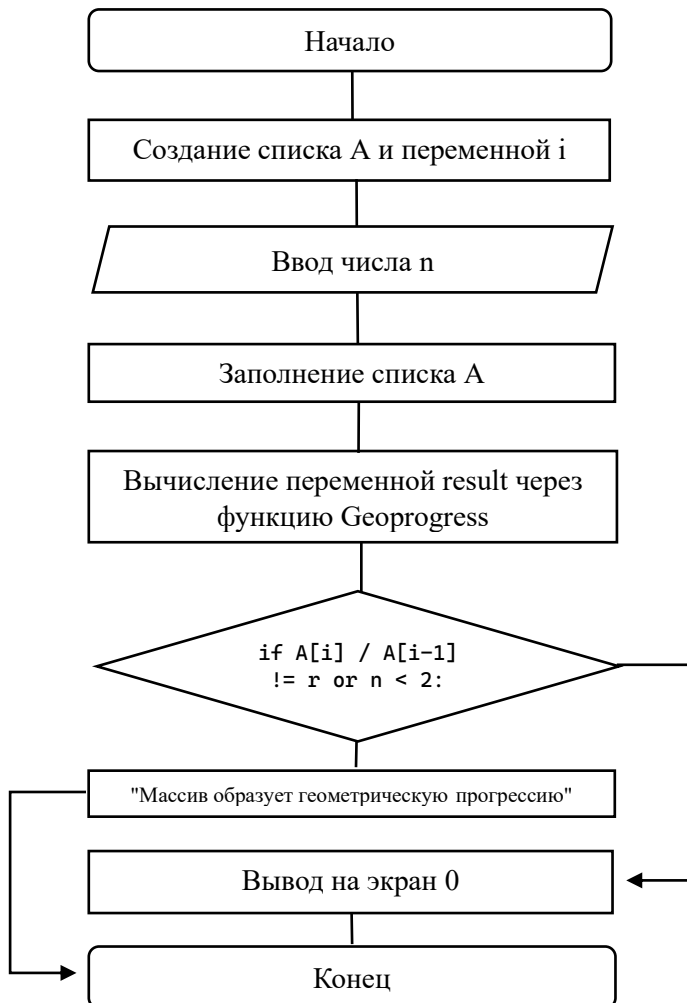 Начало
Создание списка A и переменной i
Ввод числа n
Заполнение списка A
Вычисление переменной result через
функцию Geoprogress
if A[i] / A[i-1]
!= r or n < 2:
"Массив образует геометрическую прогрессию"
Вывод на экран 0
Конец